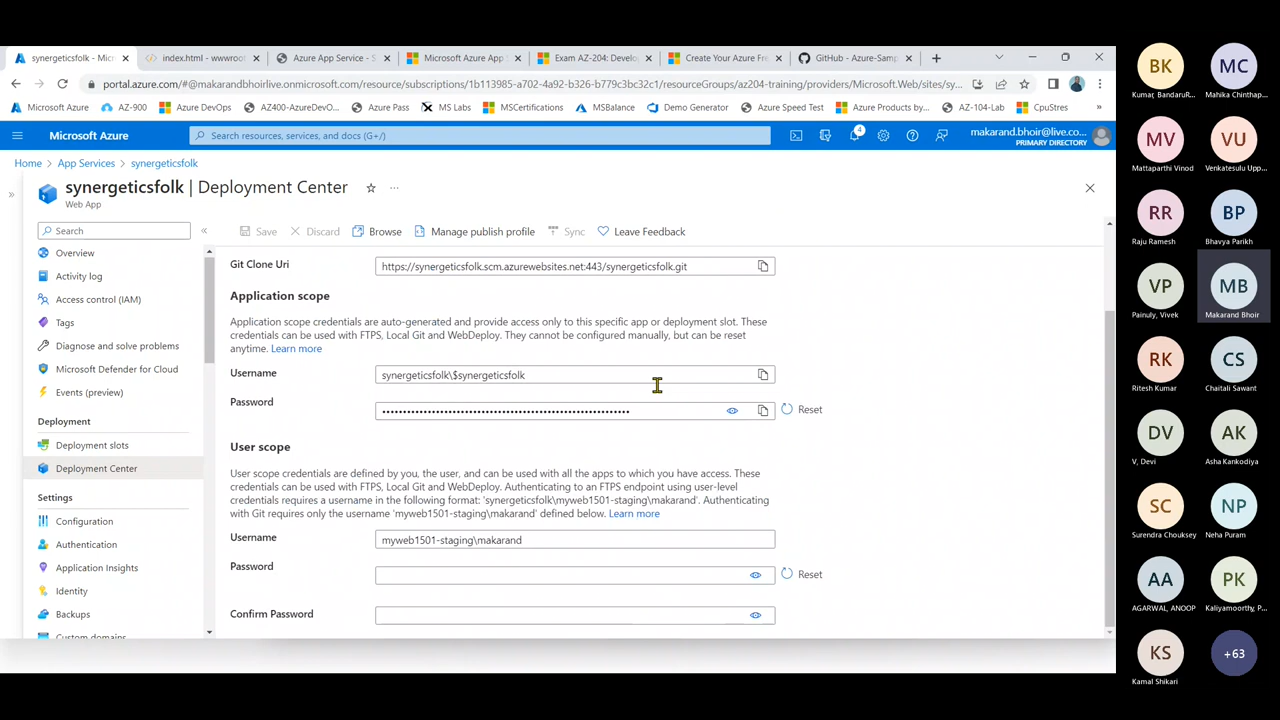 synergeticsfolk - Mic
index.html - wwwroo
Azure App Service - S
Microsoft Azure App S
Exam AZ-204: Develo
Create Your Azure Fre
GitHub - Azure-Samp
portal.azure.com/#@makarandbhoirlive.onmicrosoft.com/resource/subscriptions/1b113985-a702-4a92-b326-b779c3bc32c1/resourceGroups/az204-training/providers/Microsoft.Web/sites/sy...
Microsoft Azure
AZ-900
Azure DevOps
AZ400-AzureDevO...
Azure Pass
MS Labs
MSCertifications
MSBalance
Demo Generator
Azure Speed Test
Azure Products by...
AZ-104-Lab
CpuStres
»
Microsoft Azure
Search resources, services, and docs (G+/)
4
makarand.bhoir@live.co...
PRIMARY DIRECTORY
Home > App Services > synergeticsfolk
synergeticsfolk | Deployment Center
Web App
Search
Save
Discard
Browse
Manage publish profile
Sync
Leave Feedback
Overview
Activity log
Access control (IAM)
Tags
Diagnose and solve problems
Microsoft Defender for Cloud
Events (preview)
Deployment
Deployment slots
Deployment Center
Settings
Configuration
Authentication
Application Insights
Identity
Backups
Custom domains
Git Clone Uri
https://synergeticsfolk.scm.azurewebsites.net:443/synergeticsfolk.git
Application scope
Application scope credentials are auto-generated and provide access only to this specific app or deployment slot. These
credentials can be used with FTPS, Local Git and WebDeploy. They cannot be configured manually, but can be reset
anytime. Learn more
Username
synergeticsfolk\$synergeticsfolk
Password
Reset
User scope
User scope credentials are defined by you, the user, and can be used with all the apps to which you have access. These
credentials can be used with FTPS, Local Git and WebDeploy. Authenticating to an FTPS endpoint using user-level
credentials requires a username in the following format: 'synergeticsfolk\myweb1501-staging\makarand'. Authenticating
with Git requires only the username 'myweb1501-staging\makarand' defined below. Learn more
Username
myweb1501-staging\makarand
Password
Reset
Confirm Password
BK
Kumar, BandaruR...
MC
Mahika Chinthap...
MV
Mattaparthi Vinod
VU
Venkatesulu Upp...
RR
Raju Ramesh
BP
Bhavya Parikh
VP
Painuly, Vivek
MB
Makarand Bhoir
RK
Ritesh Kumar
CS
Chaitali Sawant
DV
V, Devi
AK
Asha Kankodiya
SC
Surendra Chouksey
NP
Neha Puram
AA
AGARWAL, ANOOP
PK
Kaliyamoorthy, P...
KS
Kamal Shikari
+63